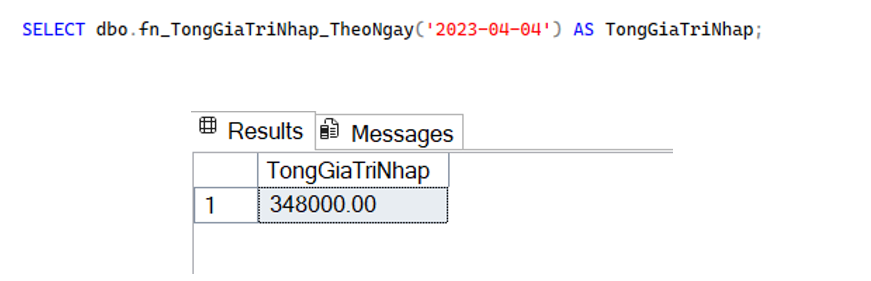 SELECT dbo.fn_TongGiaTriNhap_TheoNgay('2023-04-04') AS TongGiaTriNhap;
Results Messages
TongGiaTriNhap
1 348000.00